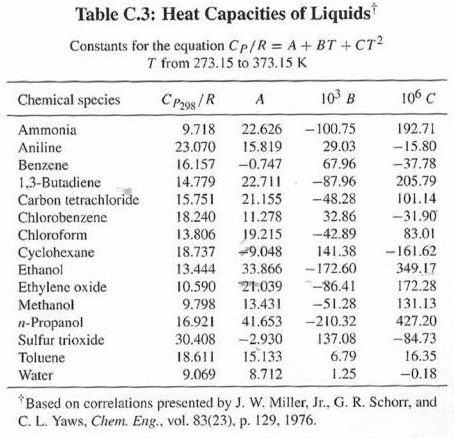 Table C.3: Heat Capacities of Liquids†
Constants for the equation C_P/R = A + BT + CT²
T from 273.15 to 373.15 K
Chemical species C_P298/R A 10³ B 10⁶ C
Ammonia 9.718 22.626 −100.75 192.71
Aniline 23.070 15.819 29.03 −15.80
Benzene 16.157 −0.747 67.96 −37.78
1,3-Butadiene 14.779 22.711 −87.96 205.79
Carbon tetrachloride 15.751 21.155 −48.28 101.14
Chlorobenzene 18.240 11.278 32.86 −31.90
Chloroform 13.806 19.215 −42.89 83.01
Cyclohexane 18.737 −9.048 141.38 −161.62
Ethanol 13.444 33.866 −172.60 349.17
Ethylene oxide 10.590 21.039 −86.41 172.28
Methanol 9.798 13.431 −51.28 131.13
n-Propanol 16.921 41.653 −210.32 427.20
Sulfur trioxide 30.408 −2.930 137.08 −84.73
Toluene 18.611 15.133 6.79 16.35
Water 9.069 8.712 1.25 −0.18
†Based on correlations presented by J. W. Miller, Jr., G. R. Schorr, and
C. L. Yaws, Chem. Eng., vol. 83(23), p. 129, 1976.